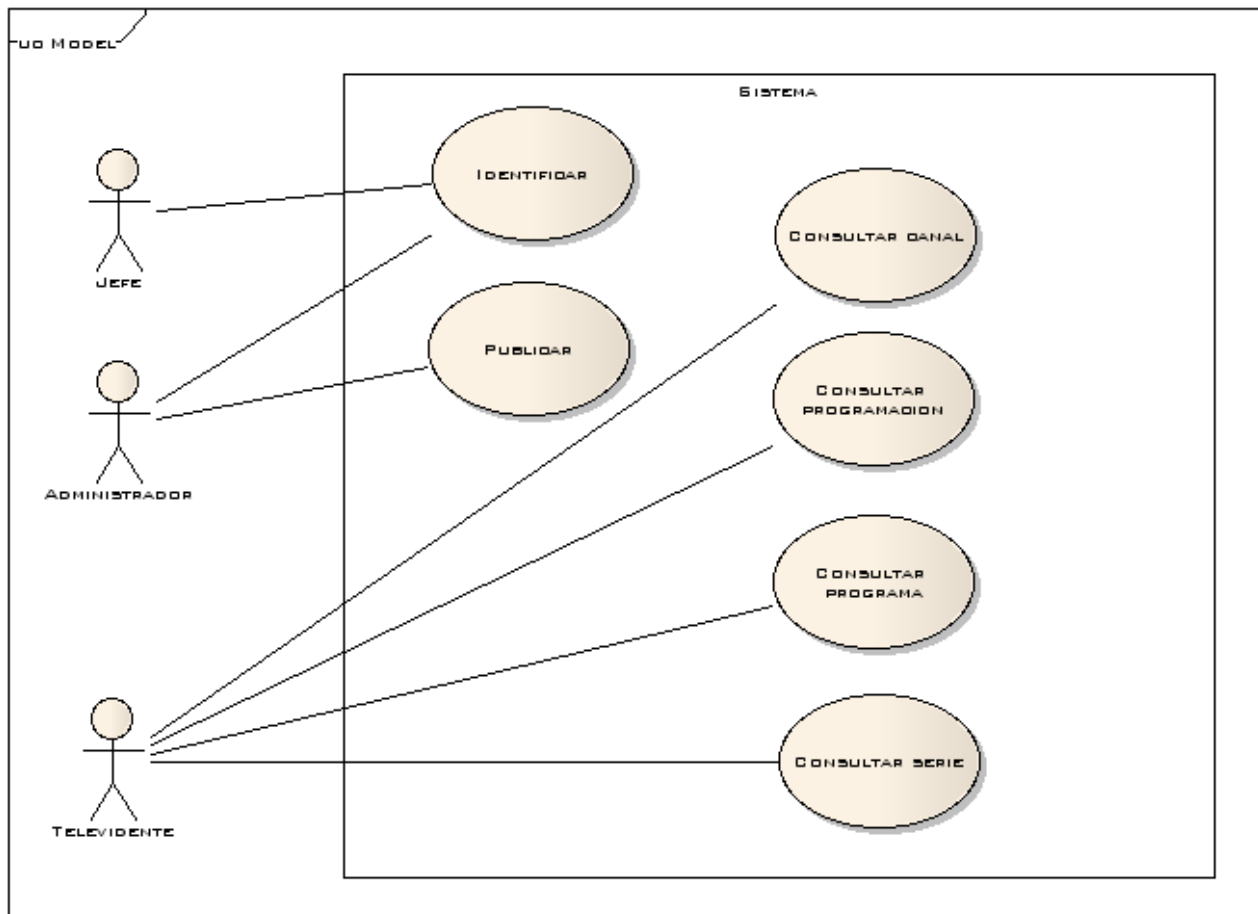 uc Model
Sistema
Identificar
Consultar canal
Jefe
Publicar
Consultar
programacion
Administrador
Consultar
programa
Consultar serie
Televidente